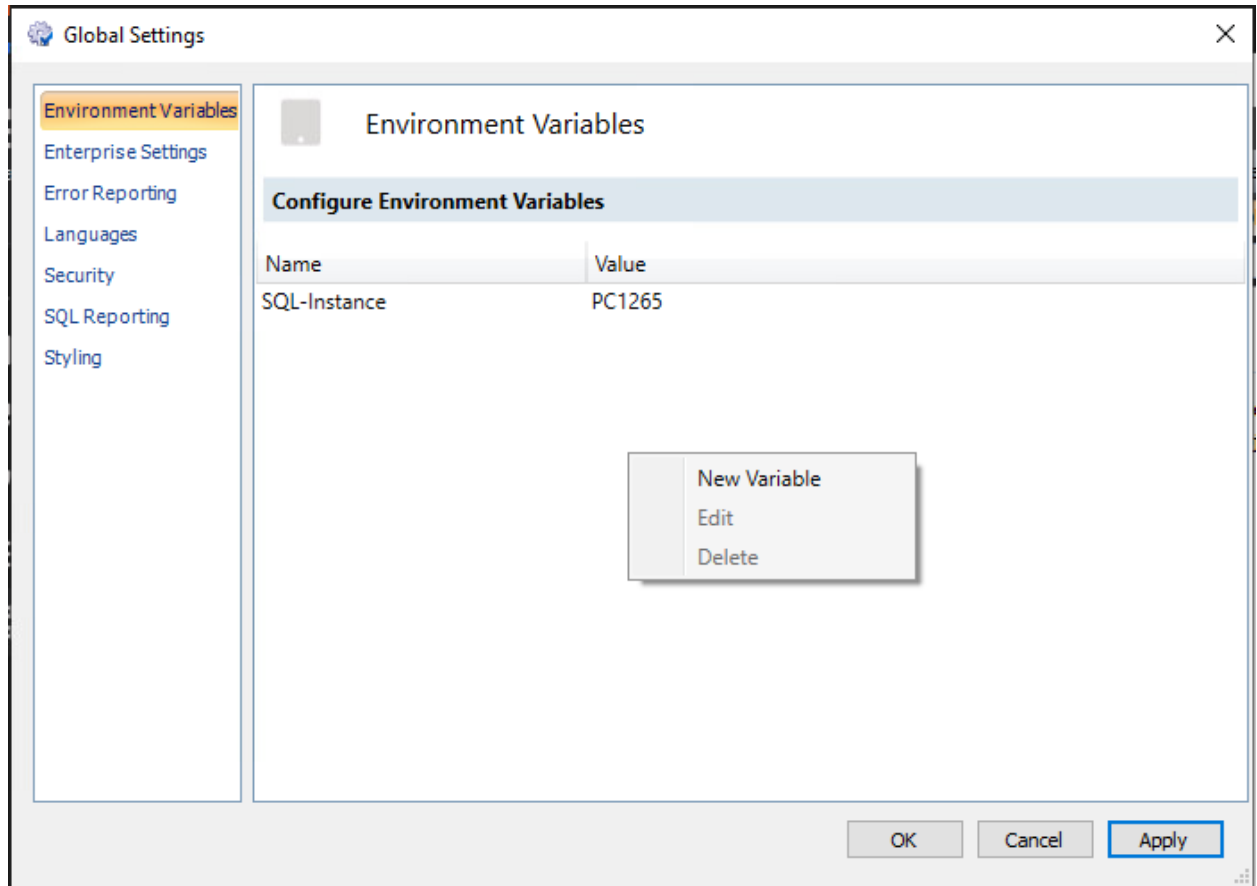 Global Settings
Environment Variables
Enterprise Settings
Error Reporting
Languages
Security
SQL Reporting
Styling
Environment Variables
Configure Environment Variables
Name Value
SQL-Instance PC1265
New Variable
Edit
Delete
OK Cancel Apply